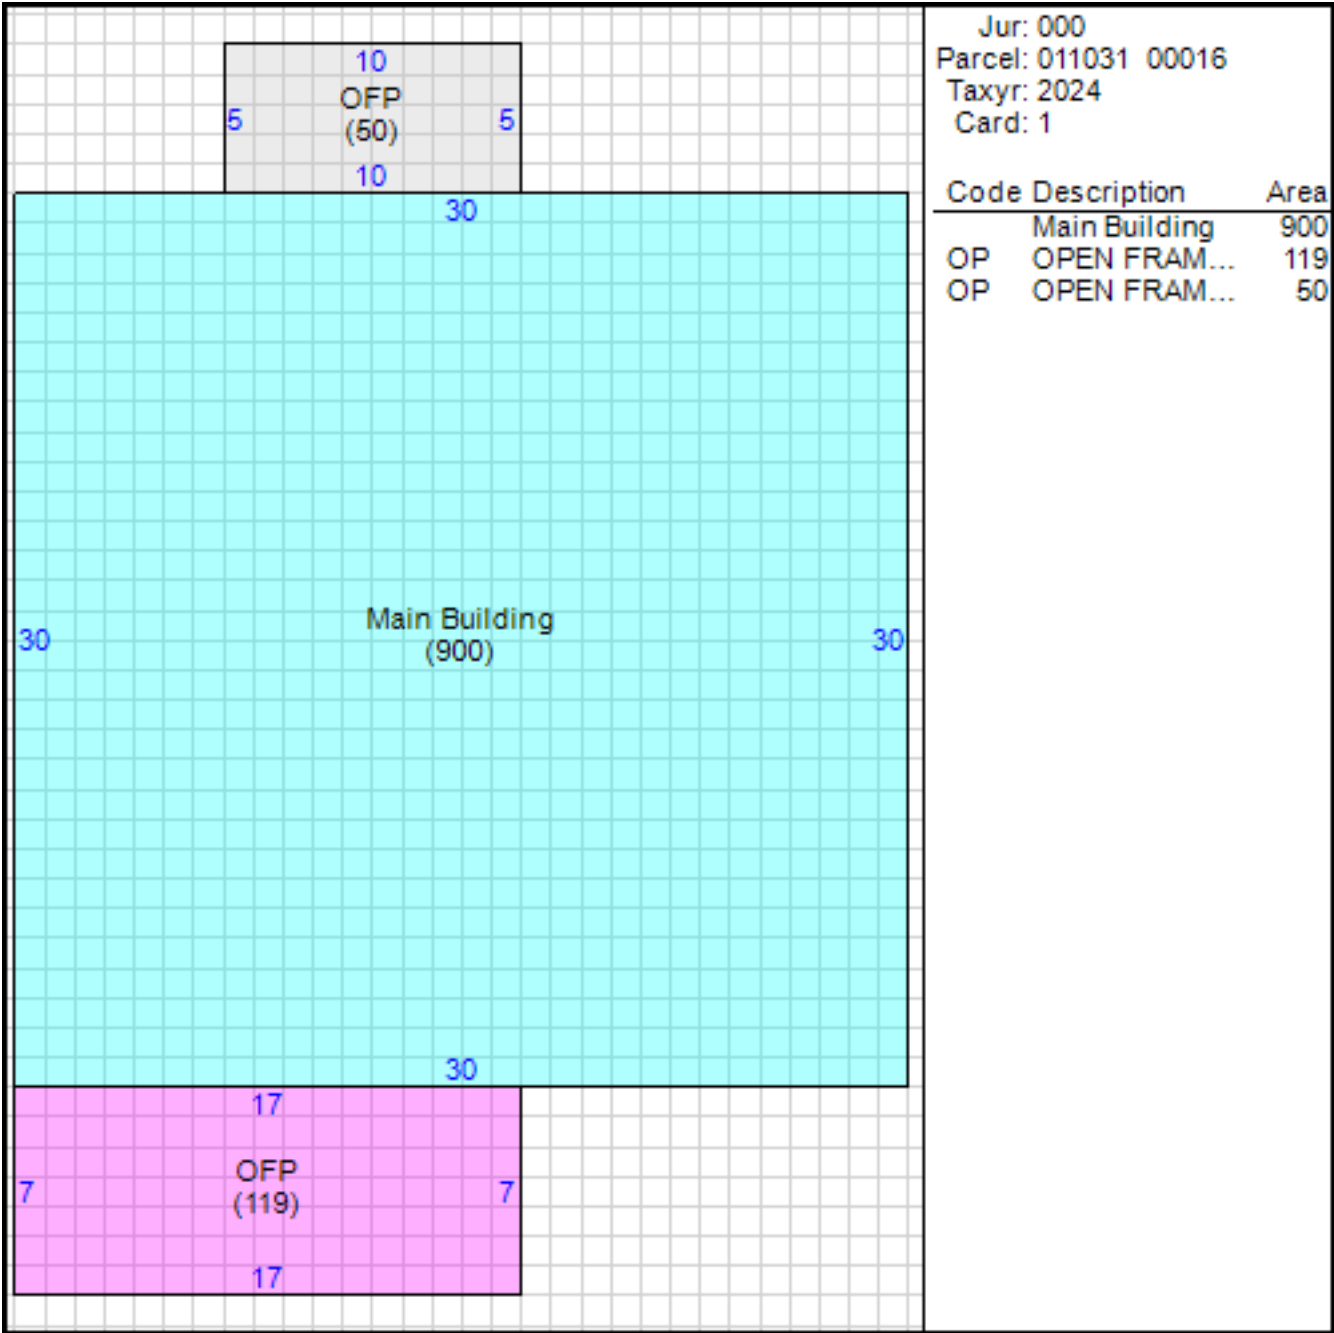 10
OFP
(50)
5
5
10
30
Main Building
(900)
30
30
30
17
OFP
(119)
7
7
17
Jur: 000
Parcel: 011031 00016
Taxyr: 2024
Card: 1
Code Description Area
Main Building 900
OP OPEN FRAM... 119
OP OPEN FRAM... 50